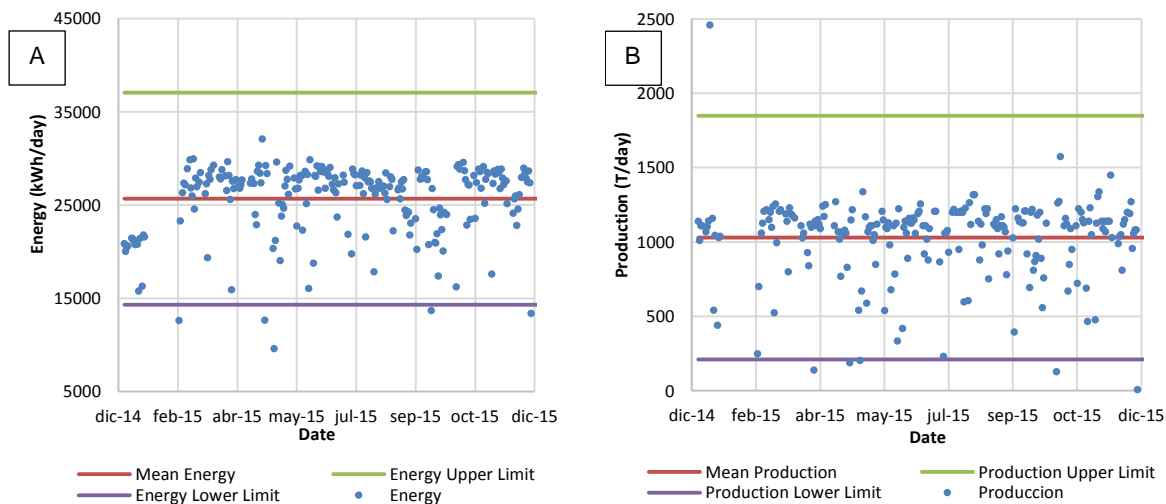 A
45000
35000
25000
15000
5000
Energy (kWh/day)
dic-14 feb-15 abr-15 may-15 jul-15 sep-15 oct-15 dic-15
Date
Mean Energy Energy Upper Limit
Energy Lower Limit Energy
B
2500
2000
1500
1000
500
0
Production (T/day)
dic-14 feb-15 abr-15 may-15 jul-15 sep-15 oct-15 dic-15
Date
Mean Production Production Upper Limit
Production Lower Limit Produccion